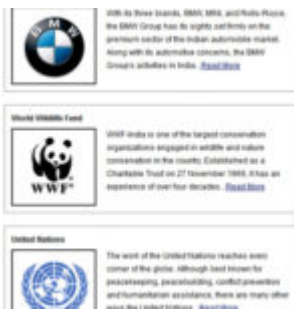 With its three brands, BMW, MINI, and Rolls-Royce,
the BMW Group has its sights set firmly on the
premium sector of the Indian automobile market.
Along with its automotive concerns, the BMW
Group's activities in India. Read More
BMW
World Wildlife Fund
WWF-India is one of the largest conservation
organizations engaged in wildlife and nature
conservation in the country. Established as a
Charitable Trust on 27 November 1969, it has an
experience of over four decades. Read More
WWF
United Nations
The work of the United Nations reaches every
corner of the globe. Although best known for
peacekeeping, peacebuilding, conflict prevention
and humanitarian assistance, there are many other
ways the United Nations. Read More